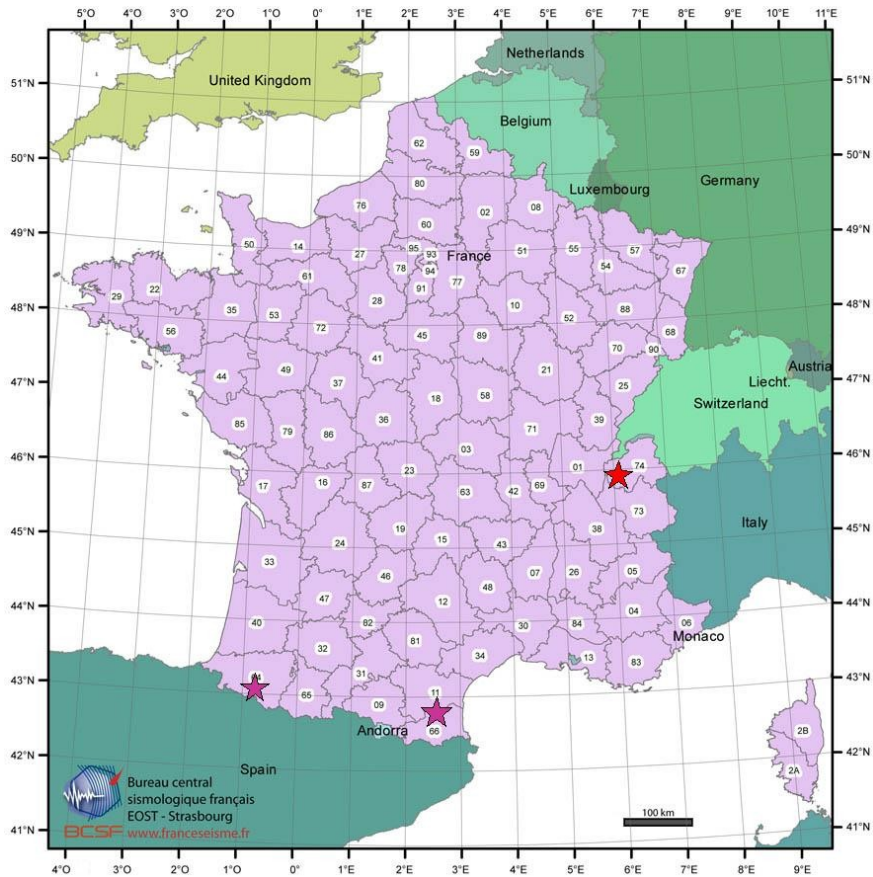 5°W 4°W 3°W 2°W 1°W 0° 1°E 2°E 3°E 4°E 5°E 6°E 7°E 8°E 9°E 10°E 11°E
Netherlands
51°N United Kingdom 51°N
Belgium
62
59
50°N 50°N
80 Luxembourg Germany
76 02 08
60
49°N 49°N
50 14 27 95 93 France 51 55 57
61 78 94 77 54 67
29 22 91
48°N 35 53 28 10 52 88 48°N
56 72 45 89 68
70 90 Austria
49 41 21
47°N 44 37 25 Liecht. 47°N
18 58 Switzerland
85 79 86 36 71 39
03
46°N 23 01 74 46°N
17 16 87 63 42 69
73
45°N 19 38 Italy 45°N
24 15 43
33
46 07 26 05
48
47 12 04
44°N 44°N
40 82 30 84 06
32 81 Monaco
34 13 83
43°N 31 43°N
65 09 11
Andorra 66
2B
42°N 42°N
Spain
2A
Bureau central
sismologique français
EOST - Strasbourg
100 km
41°N BCSF www.franceseisme.fr 41°N
4°O 3°O 2°O 1°O 0° 1°E 2°E 3°E 4°E 5°E 6°E 7°E 8°E 9°E